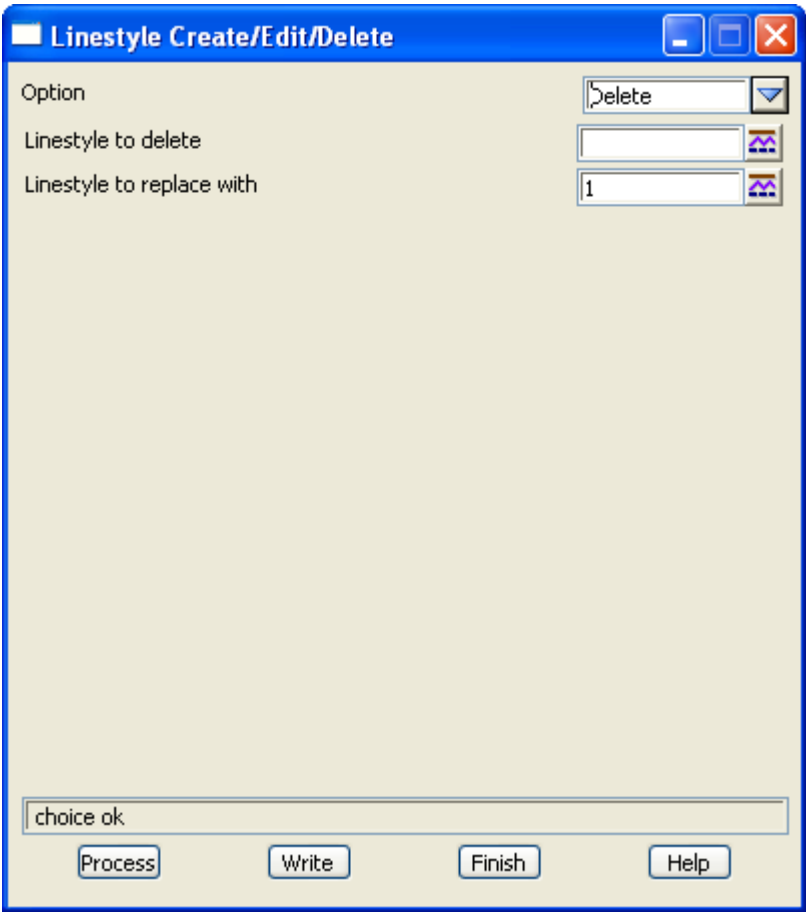 Linestyle Create/Edit/Delete
Option Delete
Linestyle to delete
Linestyle to replace with 1
choice ok
Process Write Finish Help